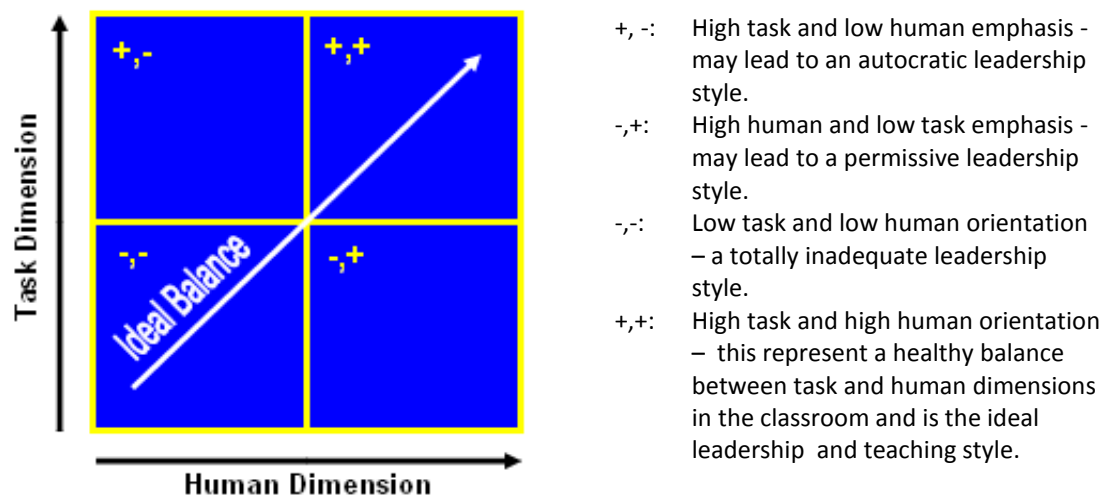 +,-
+,+
-,-
-,+
Ideal Balance
Task Dimension
Human Dimension
+, -: High task and low human emphasis -
may lead to an autocratic leadership
style.
-,+: High human and low task emphasis -
may lead to a permissive leadership
style.
-,-: Low task and low human orientation
– a totally inadequate leadership
style.
+,+: High task and high human orientation
– this represent a healthy balance
between task and human dimensions
in the classroom and is the ideal
leadership and teaching style.